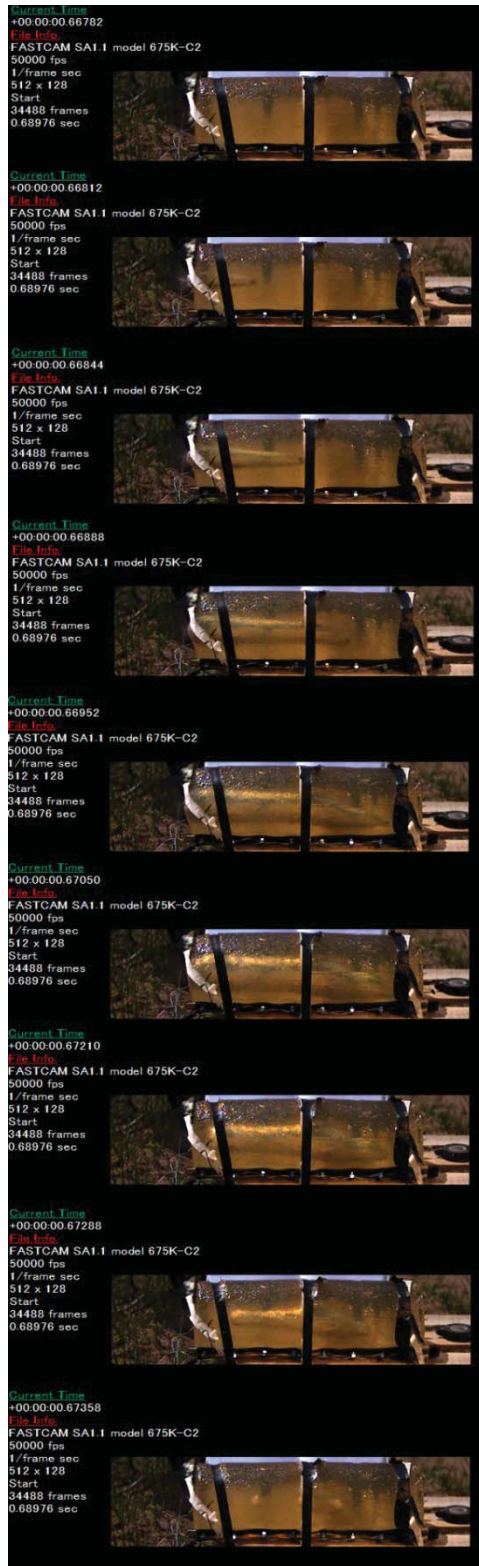 Current Time
+00:00:00.66782
File Info.
FASTCAM SA1.1 model 675K-C2
50000 fps
1/frame sec
512 x 128
Start
34488 frames
0.68976 sec
Current Time
+00:00:00.66812
File Info.
FASTCAM SA1.1 model 675K-C2
50000 fps
1/frame sec
512 x 128
Start
34488 frames
0.68976 sec
Current Time
+00:00:00.66844
File Info.
FASTCAM SA1.1 model 675K-C2
50000 fps
1/frame sec
512 x 128
Start
34488 frames
0.68976 sec
Current Time
+00:00:00.66888
File Info.
FASTCAM SA1.1 model 675K-C2
50000 fps
1/frame sec
512 x 128
Start
34488 frames
0.68976 sec
Current Time
+00:00:00.66952
File Info.
FASTCAM SA1.1 model 675K-C2
50000 fps
1/frame sec
512 x 128
Start
34488 frames
0.68976 sec
Current Time
+00:00:00.67050
File Info.
FASTCAM SA1.1 model 675K-C2
50000 fps
1/frame sec
512 x 128
Start
34488 frames
0.68976 sec
Current Time
+00:00:00.67210
File Info.
FASTCAM SA1.1 model 675K-C2
50000 fps
1/frame sec
512 x 128
Start
34488 frames
0.68976 sec
Current Time
+00:00:00.67288
File Info.
FASTCAM SA1.1 model 675K-C2
50000 fps
1/frame sec
512 x 128
Start
34488 frames
0.68976 sec
Current Time
+00:00:00.67358
File Info.
FASTCAM SA1.1 model 675K-C2
50000 fps
1/frame sec
512 x 128
Start
34488 frames
0.68976 sec